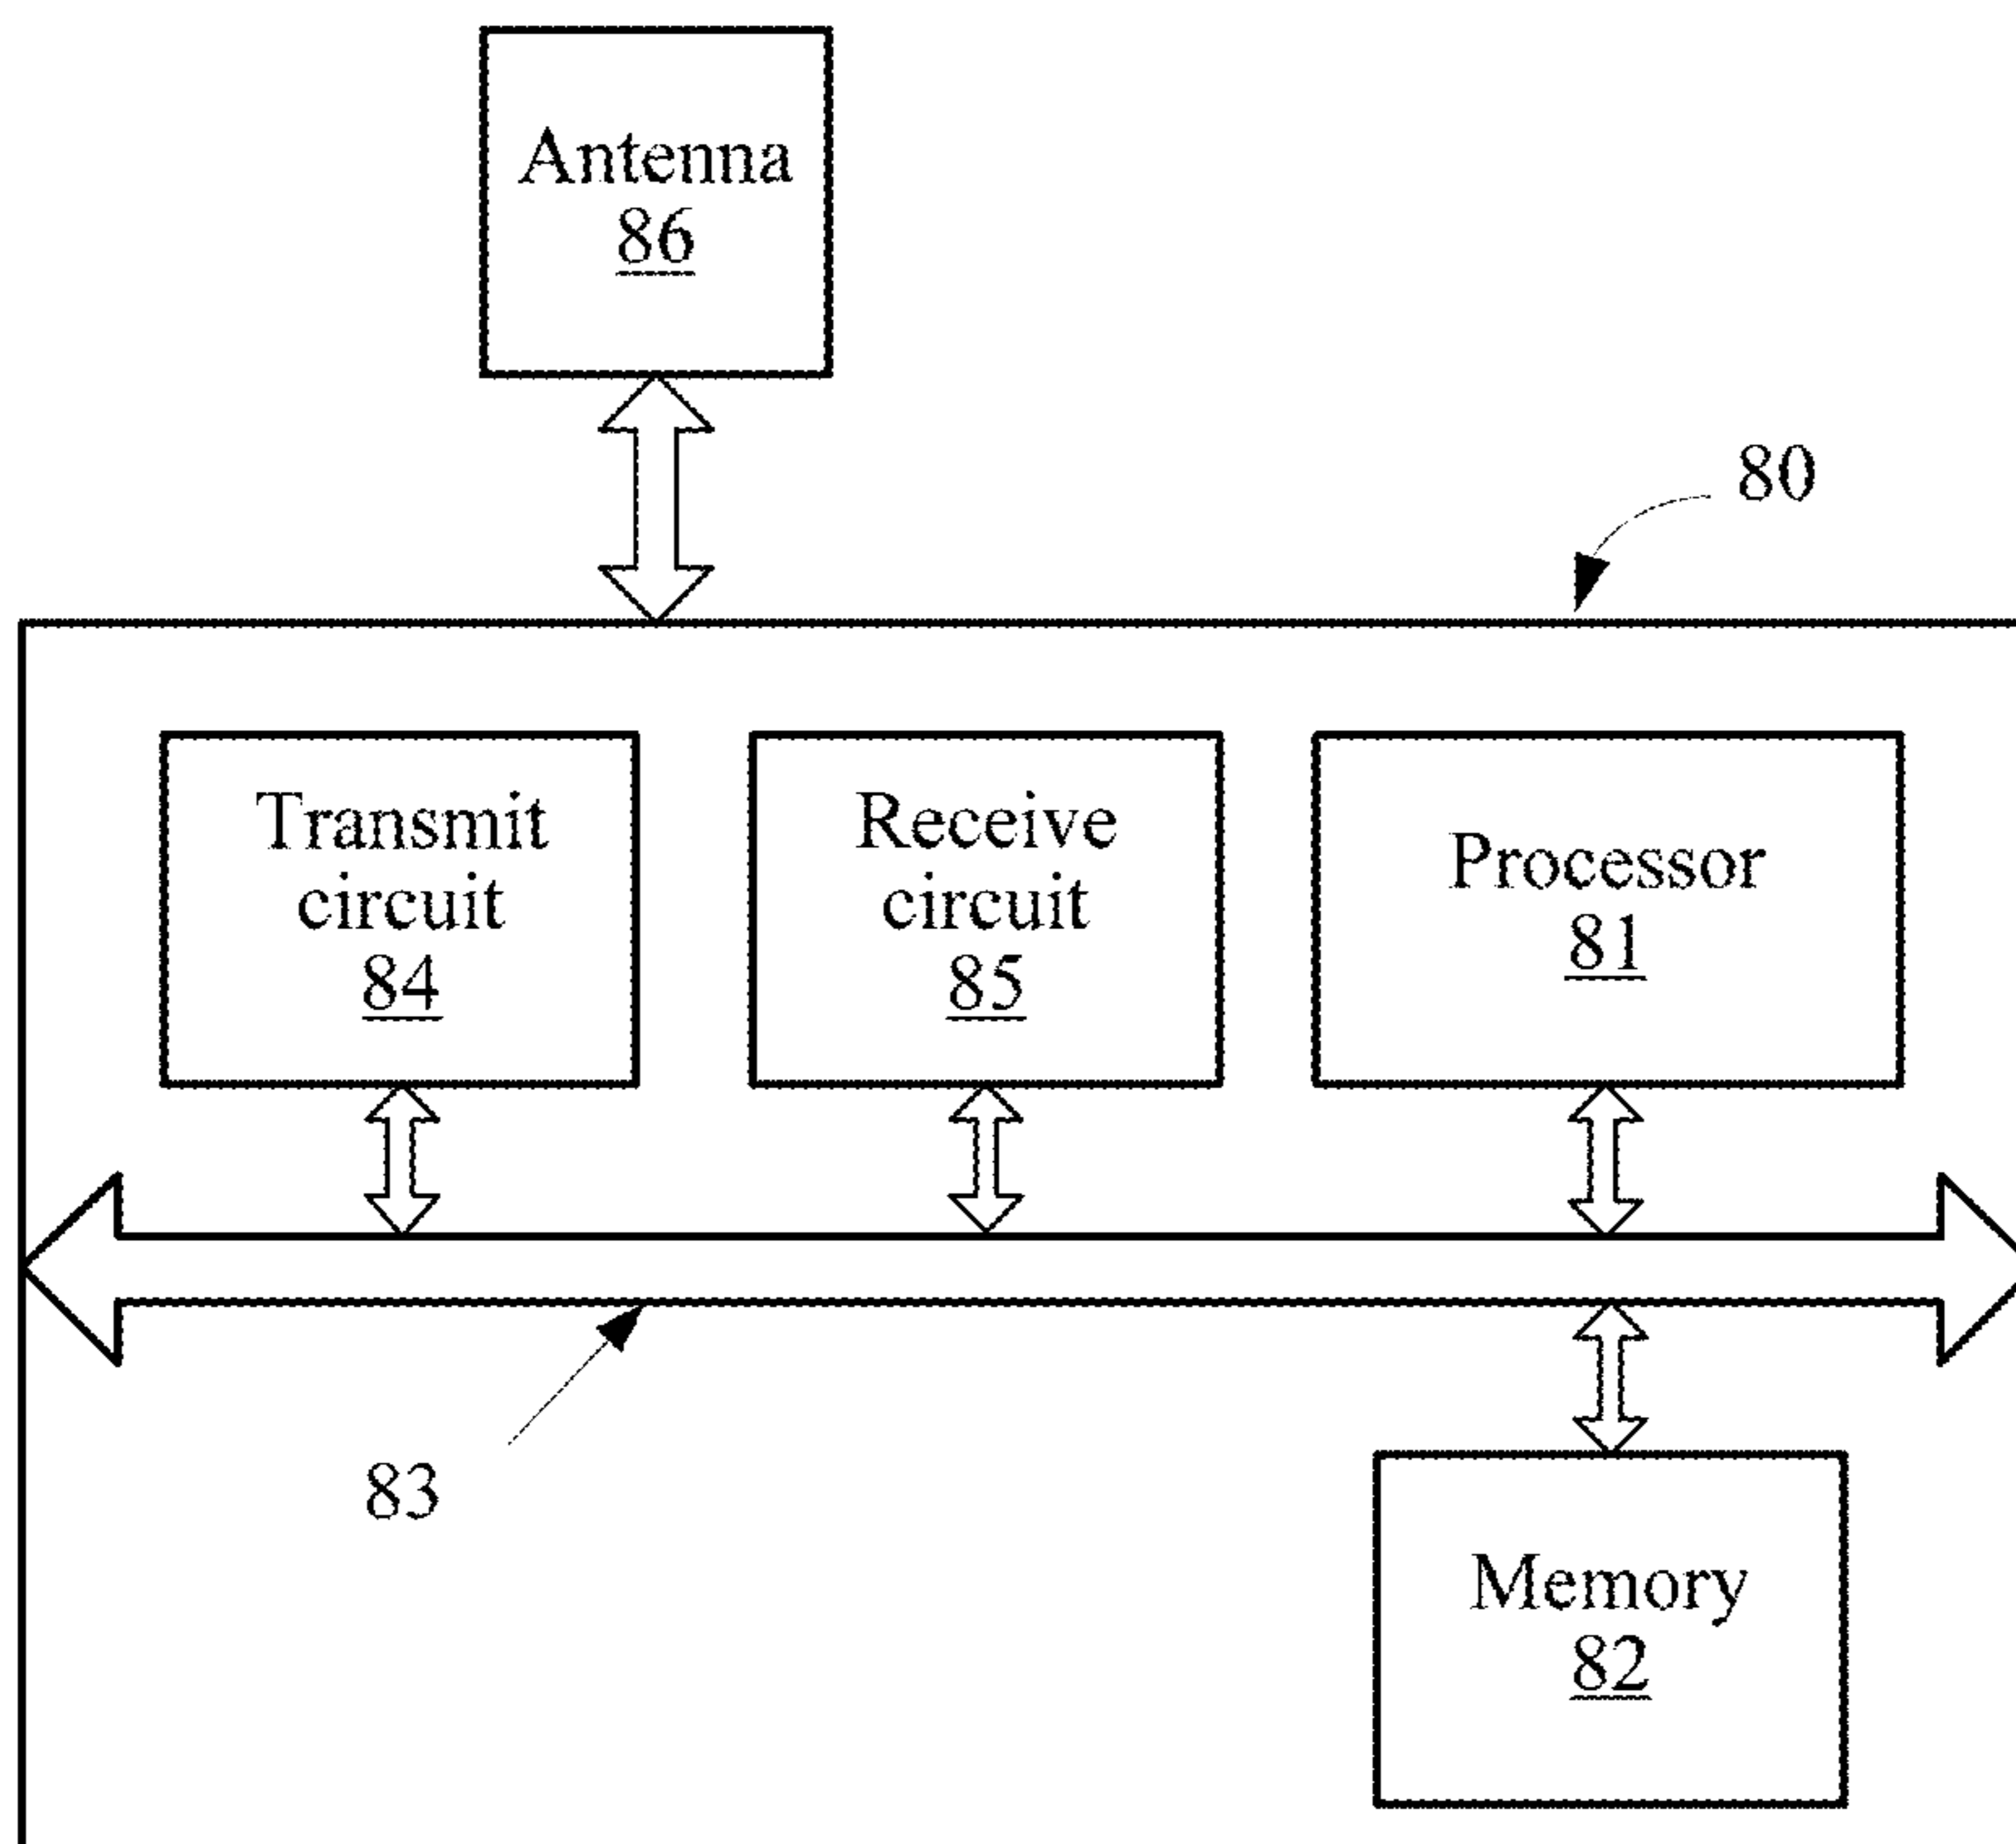 Antenna
86
80
Transmit
circuit
84
Receive
circuit
85
Processor
81
83
Memory
82